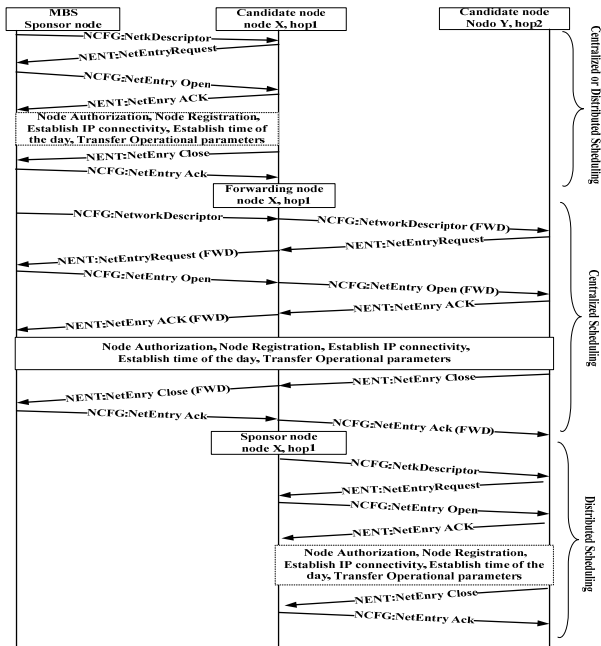 MBS
Sponsor node
Candidate node
node X, hop1
Candidate node
Nodo Y, hop2
NCFG:NetkDescriptor
NENT:NetEntryRequest
NCFG:NetEntry Open
NENT:NetEnry ACK
Node Authorization, Node Registration,
Establish IP connectivity, Establish time of
the day, Transfer Operational parameters
NENT:NetEnry Close
NCFG:NetEntry Ack
Centralized or Distributed Scheduling
Forwarding node
node X, hop1
NCFG:NetworkDescriptor
NCFG:NetworkDescriptor (FWD)
NENT:NetEntryRequest
NENT:NetEntryRequest (FWD)
NCFG:NetEntry Open
NCFG:NetEntry Open (FWD)
NENT:NetEnry ACK
NENT:NetEnry ACK (FWD)
Node Authorization, Node Registration, Establish IP connectivity,
Establish time of the day, Transfer Operational parameters
NENT:NetEnry Close
NENT:NetEnry Close (FWD)
NCFG:NetEntry Ack
NCFG:NetEntry Ack (FWD)
Centralized Scheduling
Sponsor node
node X, hop1
NCFG:NetkDescriptor
NENT:NetEntryRequest
NCFG:NetEntry Open
NENT:NetEnry ACK
Node Authorization, Node Registration,
Establish IP connectivity, Establish time of the
day, Transfer Operational parameters
NENT:NetEnry Close
NCFG:NetEntry Ack
Distributed Scheduling